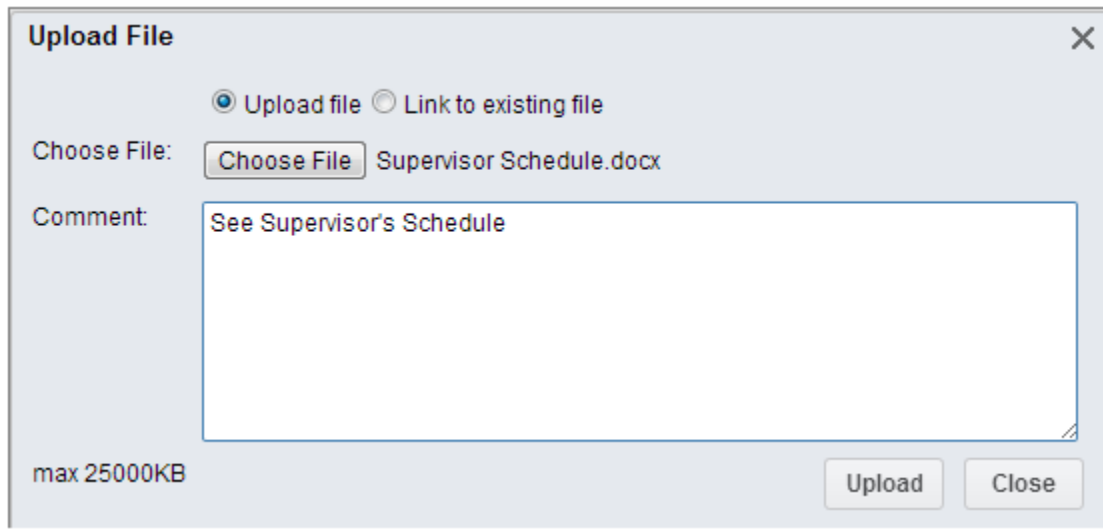 Upload File
Upload file Link to existing file
Choose File: Choose File Supervisor Schedule.docx
Comment: See Supervisor's Schedule
max 25000KB
Upload Close